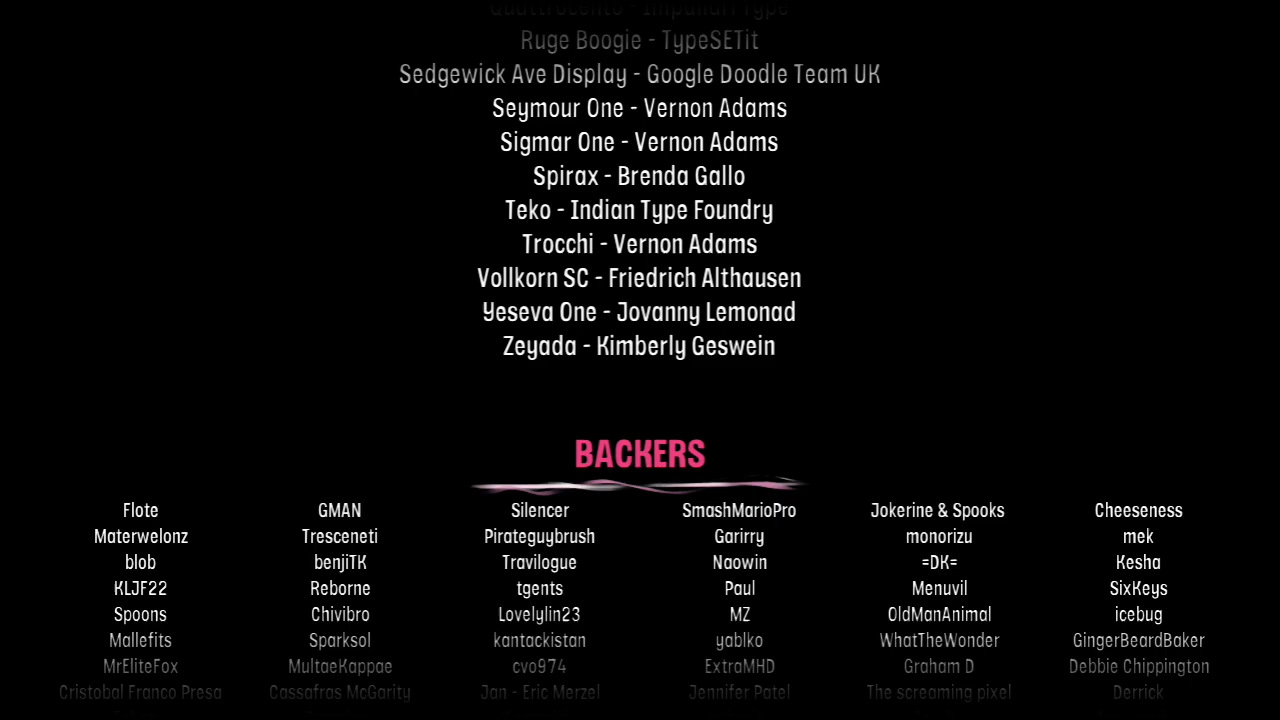 Quattrocento - Impallari Type
Ruge Boogie - TypeSETit
Sedgewick Ave Display - Google Doodle Team UK
Seymour One - Vernon Adams
Sigmar One - Vernon Adams
Spirax - Brenda Gallo
Teko - Indian Type Foundry
Trocchi - Vernon Adams
Vollkorn SC - Friedrich Althausen
Yeseva One - Jovanny Lemonad
Zeyada - Kimberly Geswein
BACKERS
Flote GMAN Silencer SmashMarioPro Jokerine & Spooks Cheeseness
Materwelonz Tresceneti Pirateguybrush Garirry monorizu mek
blob benjiTK Travilogue Naowin =DK= Kesha
KLJF22 Reborne tgents Paul Menuvil SixKeys
Spoons Chivibro Lovelylin23 MZ OldManAnimal icebug
Mallefits Sparksol kantackistan yablko WhatTheWonder GingerBeardBaker
MrEliteFox MultaeKappae cvo974 ExtraMHD Graham D Debbie Chippington
Cristobal Franco Presa Cassafras McGarity Jan - Eric Merzel Jennifer Patel The screaming pixel Derrick